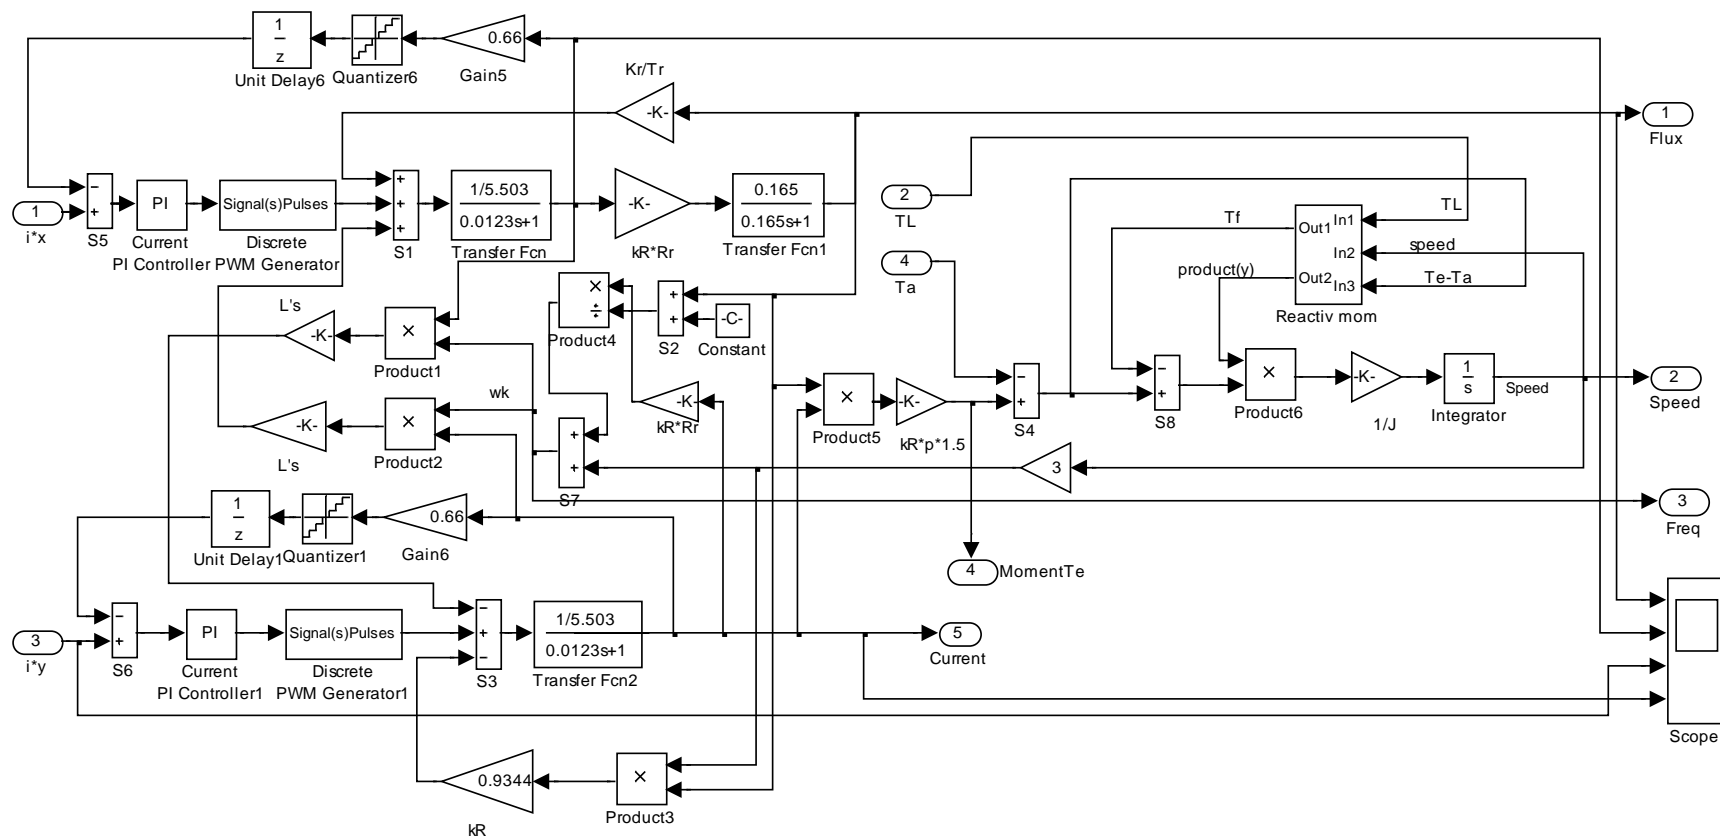 1
z
Unit Delay6
Quantizer6
0.66
Gain5
Kr/Tr
-K-
1
Flux
1
i*x
−
+
S5
PI
Current
PI Controller
Signal(s)Pulses
Discrete
PWM Generator
+
+
+
S1
1/5.503
0.0123s+1
Transfer Fcn
-K-
kR*Rr
0.165
0.165s+1
Transfer Fcn1
2
TL
4
Ta
TL
Tf
Out1
In1
In2
speed
product(y)
Out2
In3
Te-Ta
Reactiv mom
L's
-K-
×
Product1
×
÷
Product4
+
+
S2
-C-
Constant
wk
-K-
L's
×
Product2
-K-
kR*Rr
+
+
S7
×
Product5
-K-
kR*p*1.5
−
+
S4
−
+
S8
×
Product6
-K-
1/J
1
s
Integrator
Speed
2
Speed
3
3
Freq
1
z
Unit Delay1
Quantizer1
0.66
Gain6
4
MomentTe
3
i*y
−
+
S6
PI
Current
PI Controller1
Signal(s)Pulses
Discrete
PWM Generator1
−
+
−
S3
1/5.503
0.0123s+1
Transfer Fcn2
5
Current
Scope
0.9344
kR
×
Product3